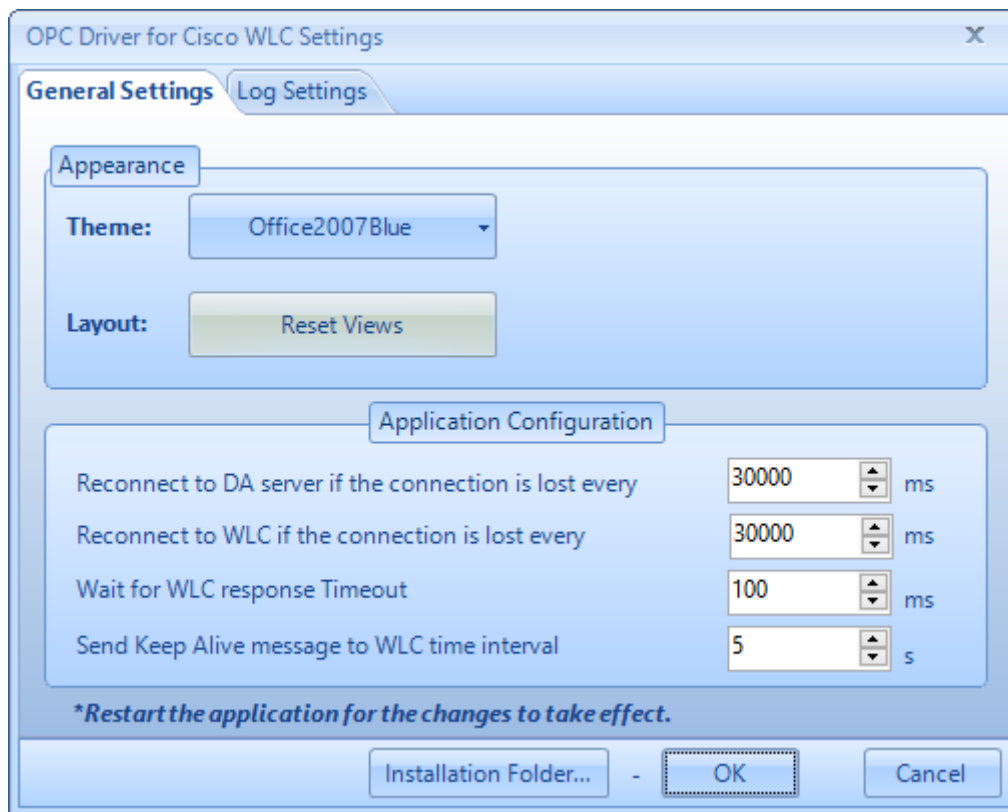 OPC Driver for Cisco WLC Settings
General Settings Log Settings
Appearance
Theme: Office2007Blue
Layout: Reset Views
Application Configuration
Reconnect to DA server if the connection is lost every 30000 ms
Reconnect to WLC if the connection is lost every 30000 ms
Wait for WLC response Timeout 100 ms
Send Keep Alive message to WLC time interval 5 s
*Restart the application for the changes to take effect.
Installation Folder... - OK Cancel